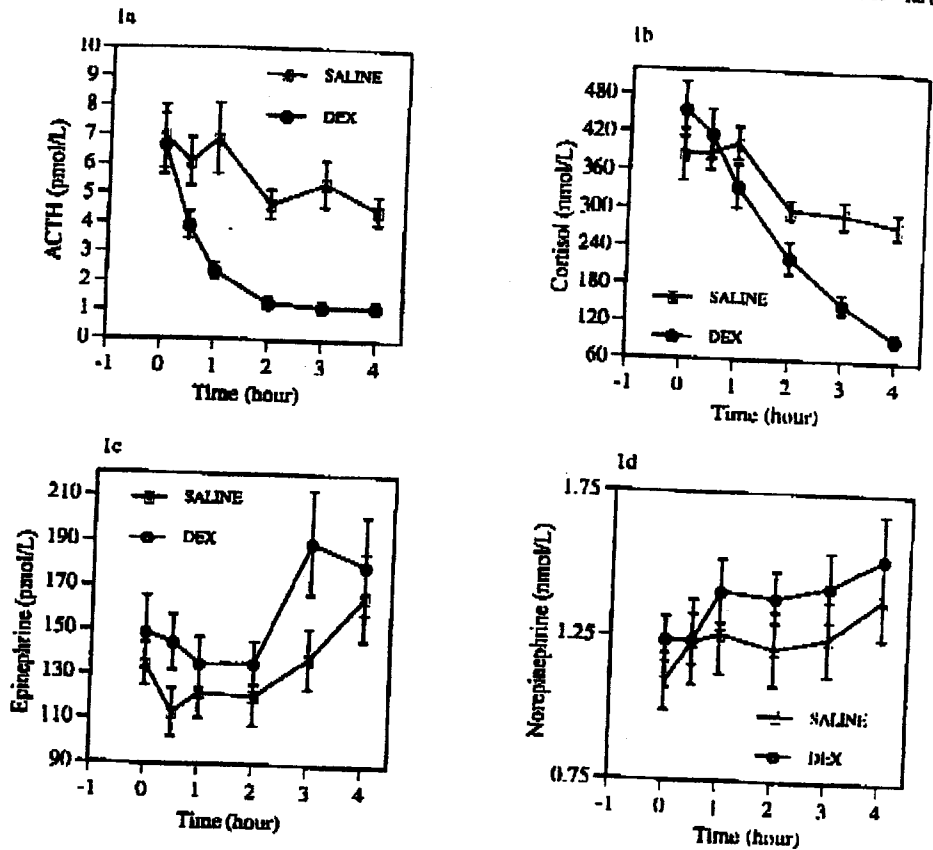 Ia
10
9
8
7
6
5
4
3
2
1
0
ACTH (pmol/L)
SALINE
DEX
-1 0 1 2 3 4
Time (hour)
Ib
480
420
360
300
240
180
120
60
Cortisol (nmol/L)
SALINE
DEX
-1 0 1 2 3 4
Time (hour)
Ic
210
190
170
150
130
110
90
Epinephrine (pmol/L)
SALINE
DEX
-1 0 1 2 3 4
Time (hour)
Id
1.75
1.25
0.75
Norepinephrine (nmol/L)
SALINE
DEX
-1 0 1 2 3 4
Time (hour)